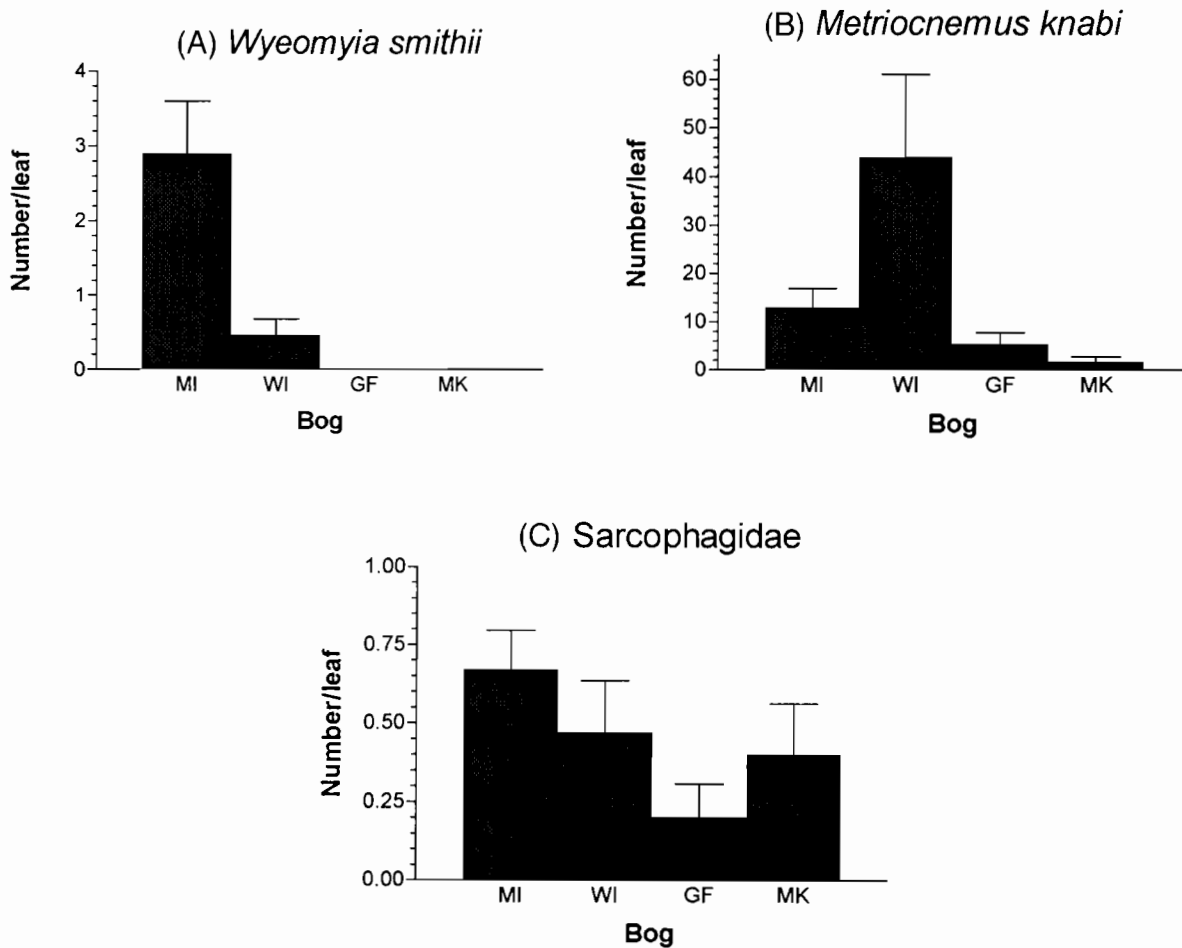 (A) Wyeomyia smithii
4
3
2
1
0
Number/leaf
MI WI GF MK
Bog
(B) Metriocnemus knabi
60
50
40
30
20
10
0
Number/leaf
MI WI GF MK
Bog
(C) Sarcophagidae
1.00
0.75
0.50
0.25
0.00
Number/leaf
MI WI GF MK
Bog